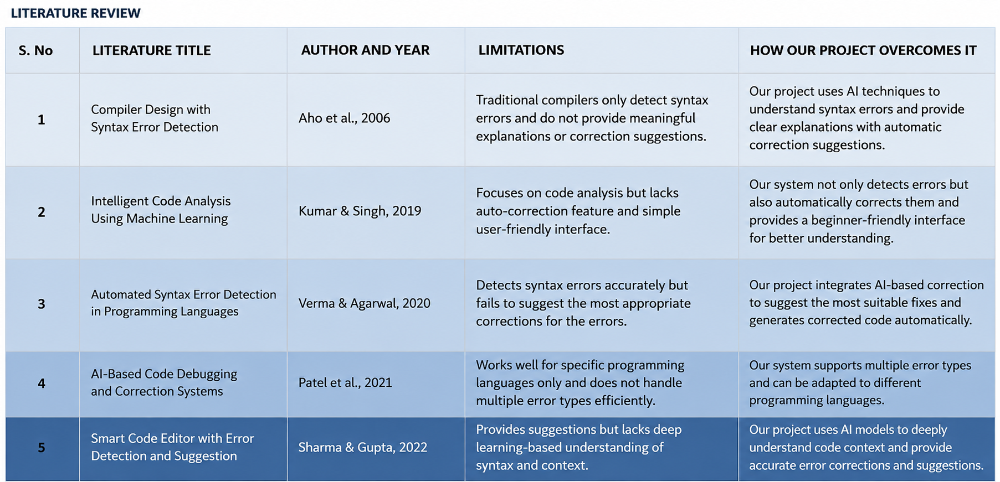 LITERATURE REVIEW
S. No
LITERATURE TITLE
AUTHOR AND YEAR
LIMITATIONS
HOW OUR PROJECT OVERCOMES IT
1
Compiler Design with
Syntax Error Detection
Aho et al., 2006
Traditional compilers only detect syntax
errors and do not provide meaningful
explanations or correction suggestions.
Our project uses AI techniques to
understand syntax errors and provide
clear explanations with automatic
correction suggestions.
2
Intelligent Code Analysis
Using Machine Learning
Kumar & Singh, 2019
Focuses on code analysis but lacks
auto-correction feature and simple
user-friendly interface.
Our system not only detects errors but
also automatically corrects them and
provides a beginner-friendly interface
for better understanding.
3
Automated Syntax Error Detection
in Programming Languages
Verma & Agarwal, 2020
Detects syntax errors accurately but
fails to suggest the most appropriate
corrections for the errors.
Our project integrates AI-based correction
to suggest the most suitable fixes and
generates corrected code automatically.
4
AI-Based Code Debugging
and Correction Systems
Patel et al., 2021
Works well for specific programming
languages only and does not handle
multiple error types efficiently.
Our system supports multiple error types
and can be adapted to different
programming languages.
5
Smart Code Editor with Error
Detection and Suggestion
Sharma & Gupta, 2022
Provides suggestions but lacks deep
learning-based understanding of
syntax and context.
Our project uses AI models to deeply
understand code context and provide
accurate error corrections and suggestions.